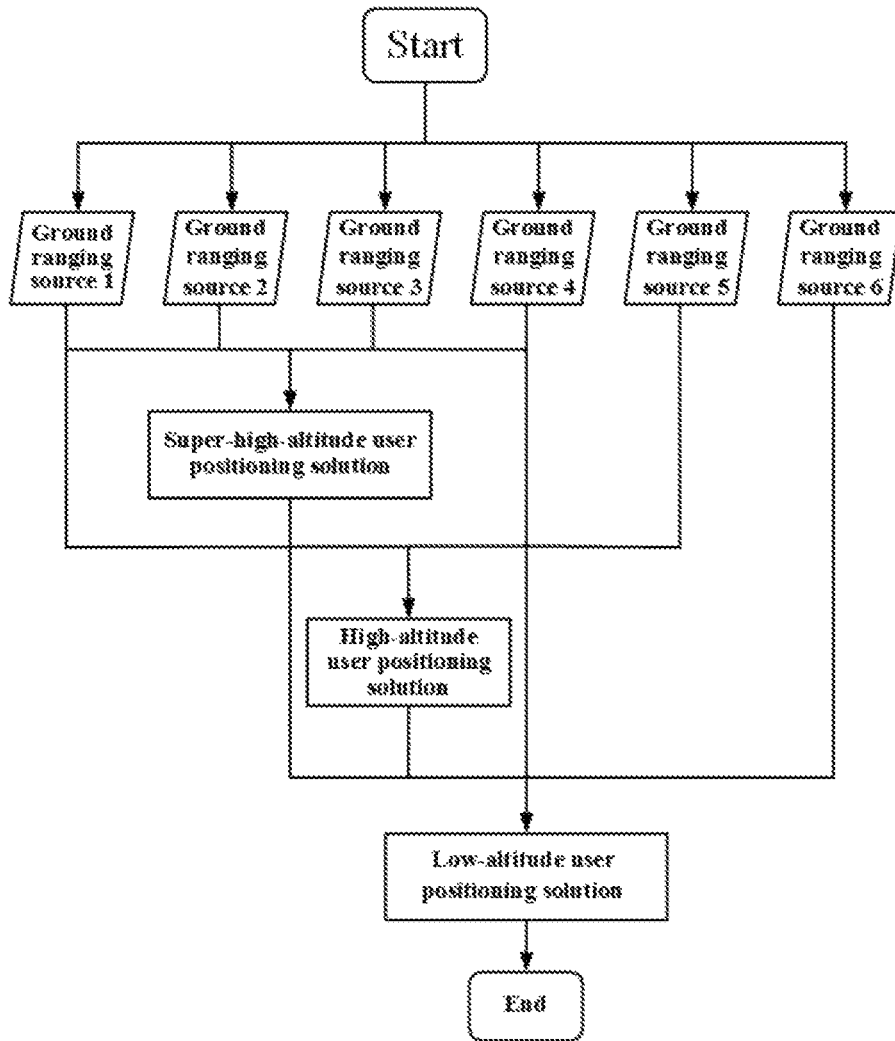 Start
Ground
ranging
source 1
Ground
ranging
source 2
Ground
ranging
source 3
Ground
ranging
source 4
Ground
ranging
source 5
Ground
ranging
source 6
Super-high-altitude user
positioning solution
High-altitude
user positioning
solution
Low-altitude user
positioning solution
End